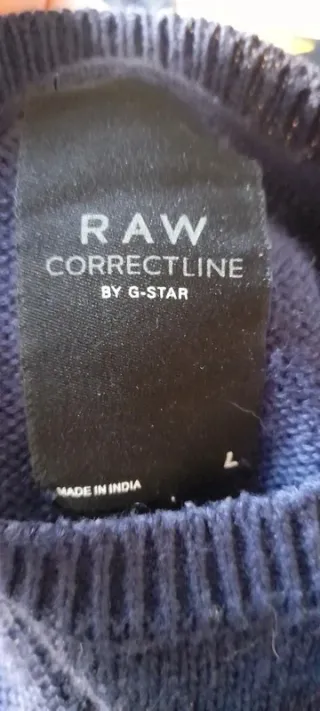 RAW
CORRECTLINE
BY G-STAR
L
MADE IN INDIA